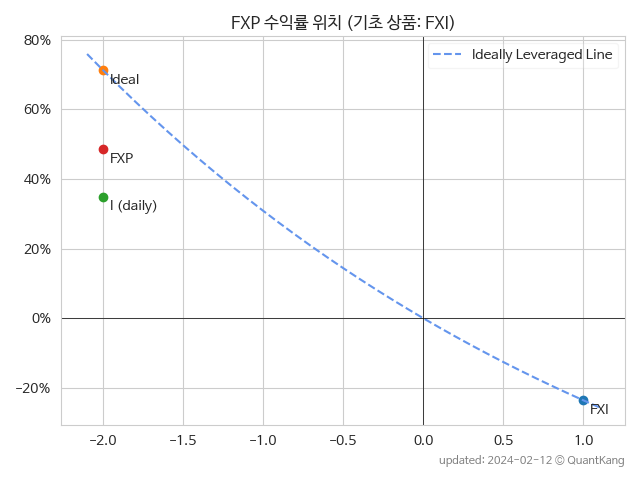 FXP 수익률 위치 (기초 상품: FXI)
80%
Ideally Leveraged Line
Ideal
60%
FXP
40%
I (daily)
20%
0%
−20%
FXI
−2.0 −1.5 −1.0 −0.5 0.0 0.5 1.0
updated: 2024-02-12 © QuantKang